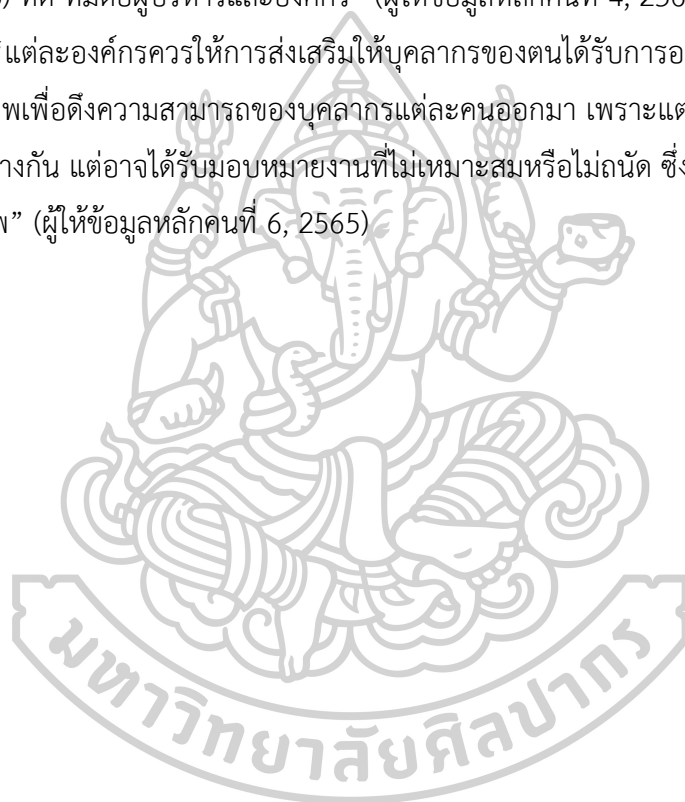 ที่ดี ที่มีต่อผู้บริหารและองค์กร” (ผู้ให้ข้อมูลหลักคนที่ 4, 256
แต่ละองค์กรควรให้การส่งเสริมให้บุคลากรของตนได้รับการอ
พเพื่อดึงความสามารถของบุคลากรแต่ละคนออกมา เพราะแต่
างกัน แต่อาจได้รับมอบหมายงานที่ไม่เหมาะสมหรือไม่ถนัด ซึ่ง
พ” (ผู้ให้ข้อมูลหลักคนที่ 6, 2565)
มหาวิทยาลัยศิลปากร